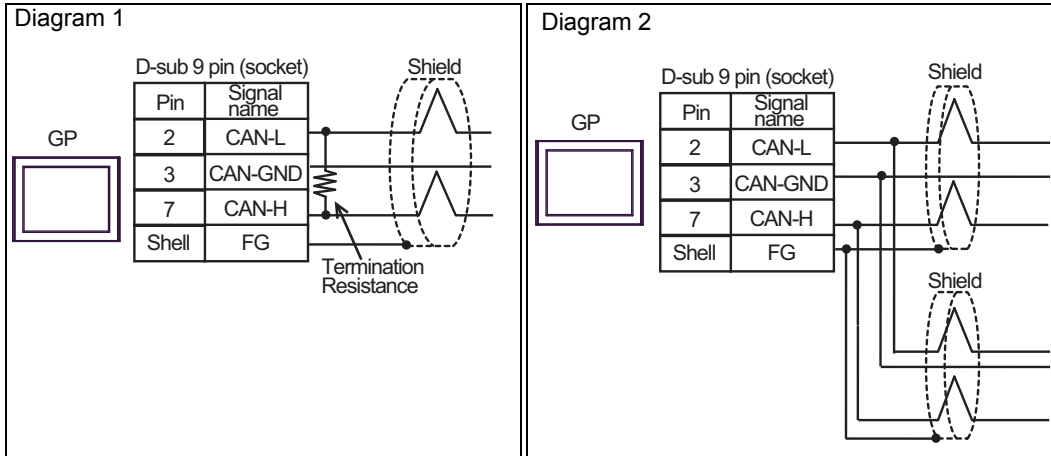 Diagram 1
D-sub 9 pin (socket)
Shield
Pin
Signal
name
GP
2
CAN-L
3
CAN-GND
7
CAN-H
Shell
FG
Termination
Resistance
Diagram 2
D-sub 9 pin (socket)
Shield
Pin
Signal
name
GP
2
CAN-L
3
CAN-GND
7
CAN-H
Shell
FG
Shield